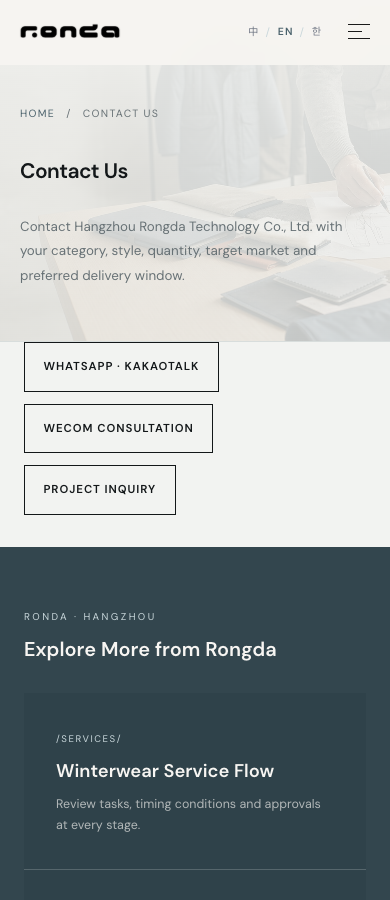 ronda
中 / EN / 한
HOME / CONTACT US
Contact Us
Contact Hangzhou Rongda Technology Co., Ltd. with
your category, style, quantity, target market and
preferred delivery window.
WHATSAPP · KAKAOTALK
WECOM CONSULTATION
PROJECT INQUIRY
RONDA · HANGZHOU
Explore More from Rongda
/SERVICES/
Winterwear Service Flow
Review tasks, timing conditions and approvals
at every stage.